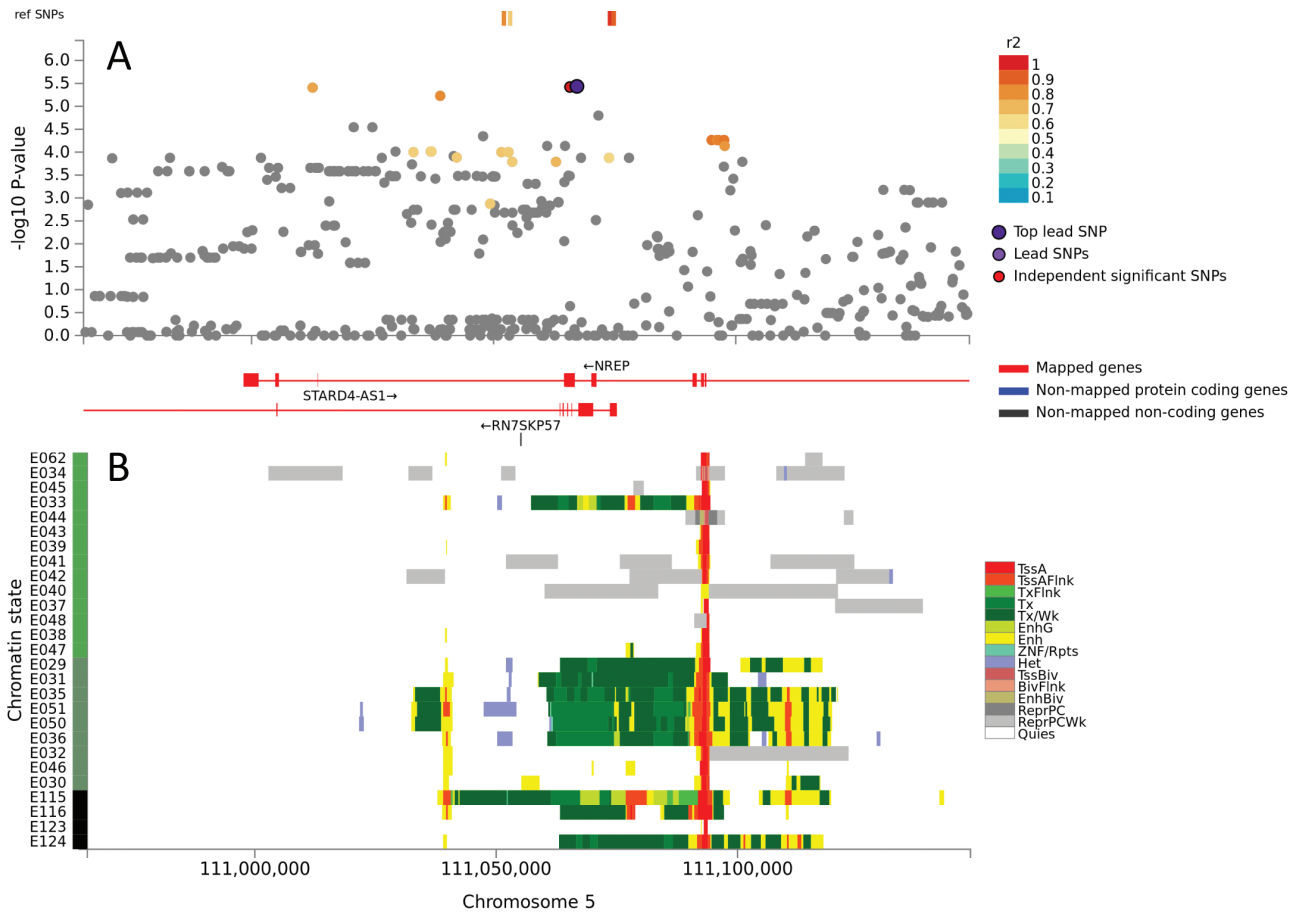 ref SNPs
A
-log10 P-value
6.0
5.5
5.0
4.5
4.0
3.5
3.0
2.5
2.0
1.5
1.0
0.5
0.0
r2
1
0.9
0.8
0.7
0.6
0.5
0.4
0.3
0.2
0.1
Top lead SNP
Lead SNPs
Independent significant SNPs
←NREP
STARD4-AS1→
←RN7SKP57
Mapped genes
Non-mapped protein coding genes
Non-mapped non-coding genes
B
Chromatin state
E062
E034
E045
E033
E044
E043
E039
E041
E042
E040
E037
E048
E038
E047
E029
E031
E035
E051
E050
E036
E032
E046
E030
E115
E116
E123
E124
TssA
TssAFlnk
TxFlnk
Tx
Tx/Wk
EnhG
Enh
ZNF/Rpts
Het
TssBiv
BivFlnk
EnhBiv
ReprPC
ReprPCWk
Quies
111,000,000 111,050,000 111,100,000
Chromosome 5